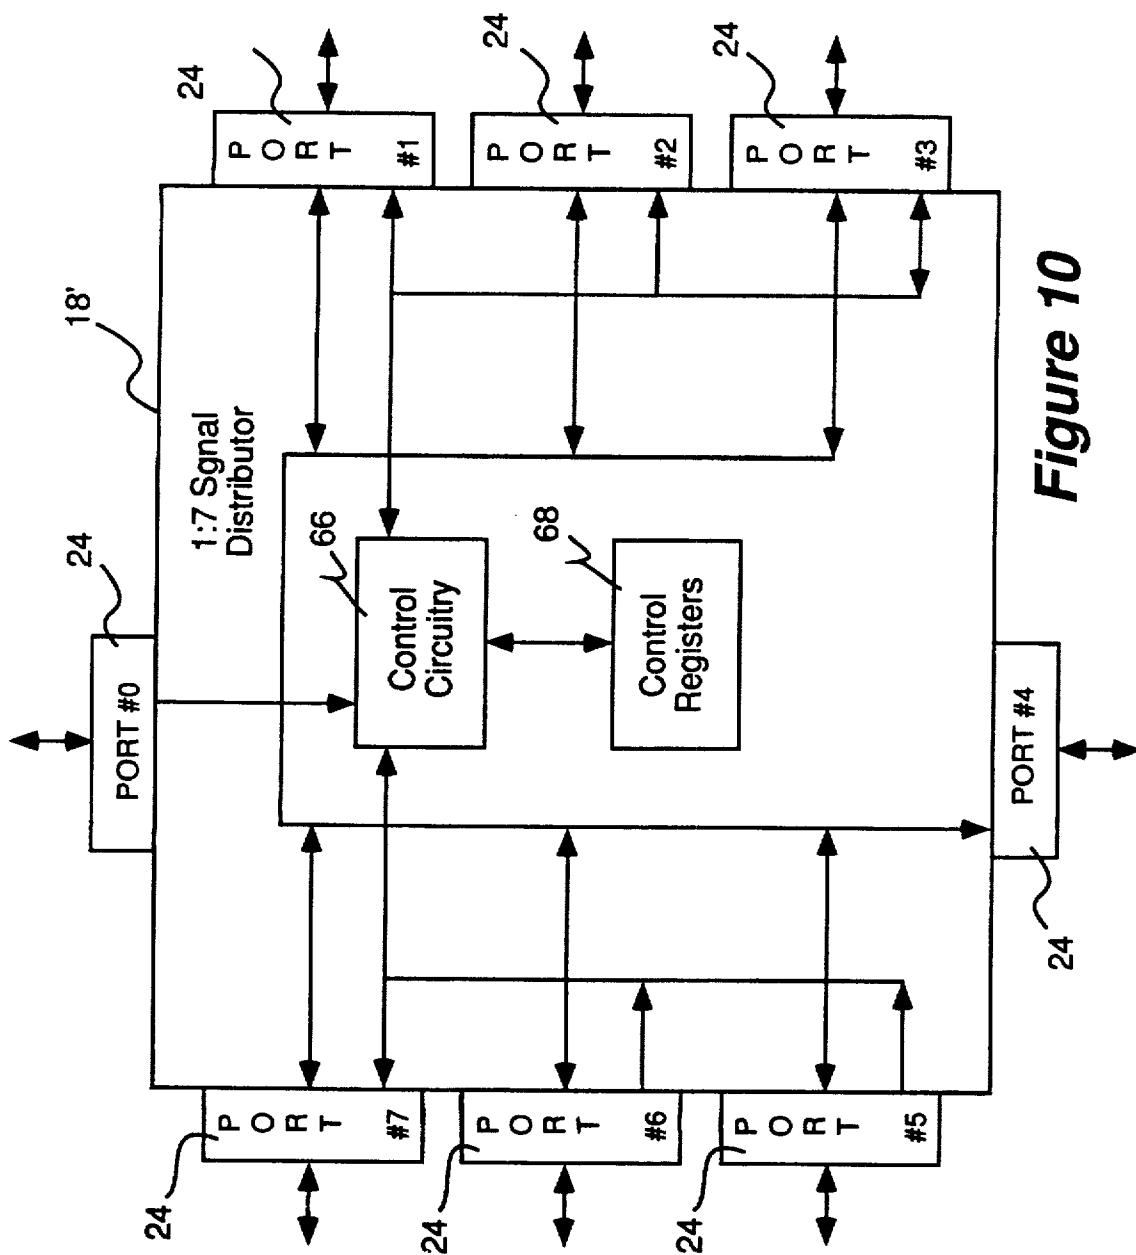 24
PORT #0
18'
1:7 Sgnal
Distributor
24
PORT
#7
24
PORT
#1
66
Control
Circuitry
24
PORT
#6
24
PORT
#2
68
Control
Registers
24
PORT
#5
24
PORT
#3
24
PORT #4
Figure 10